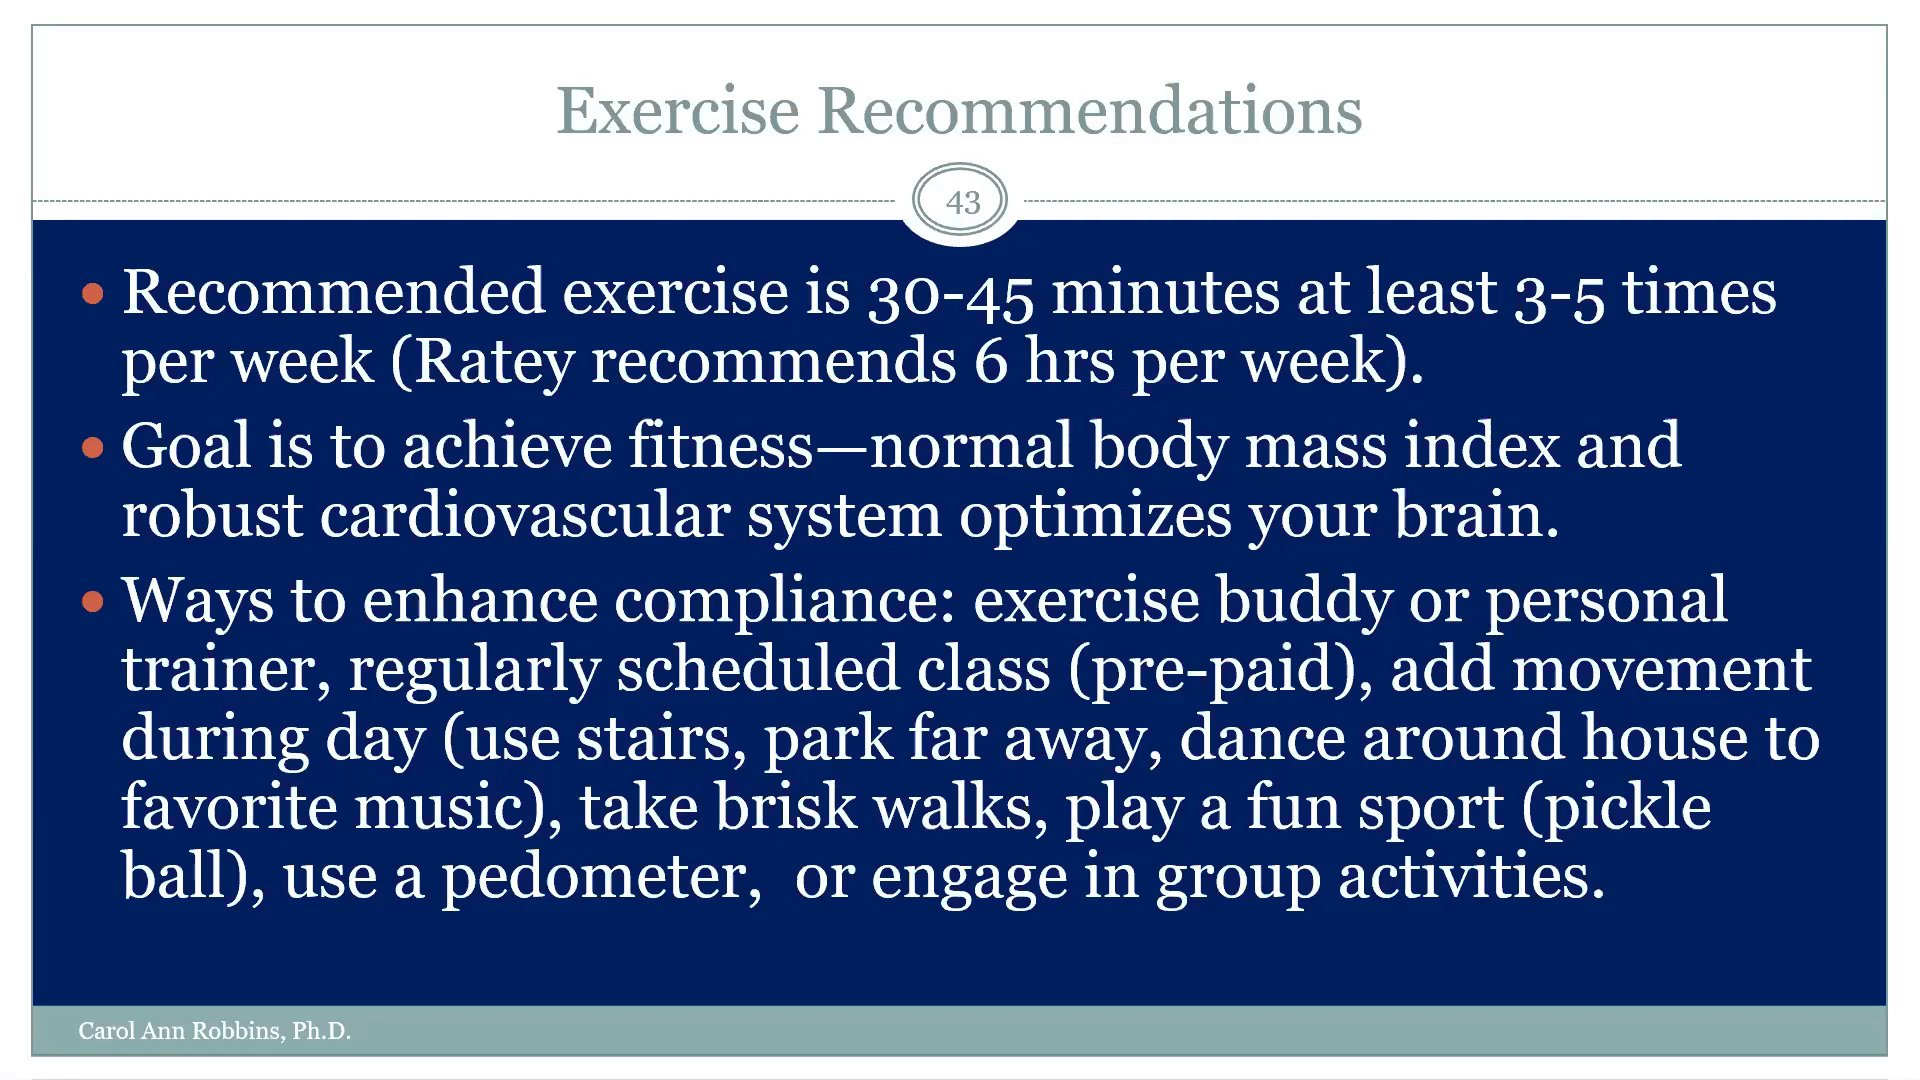 Exercise Recommendations
43
• Recommended exercise is 30-45 minutes at least 3-5 times
per week (Ratey recommends 6 hrs per week).
• Goal is to achieve fitness—normal body mass index and
robust cardiovascular system optimizes your brain.
• Ways to enhance compliance: exercise buddy or personal
trainer, regularly scheduled class (pre-paid), add movement
during day (use stairs, park far away, dance around house to
favorite music), take brisk walks, play a fun sport (pickle
ball), use a pedometer,  or engage in group activities.
Carol Ann Robbins, Ph.D.